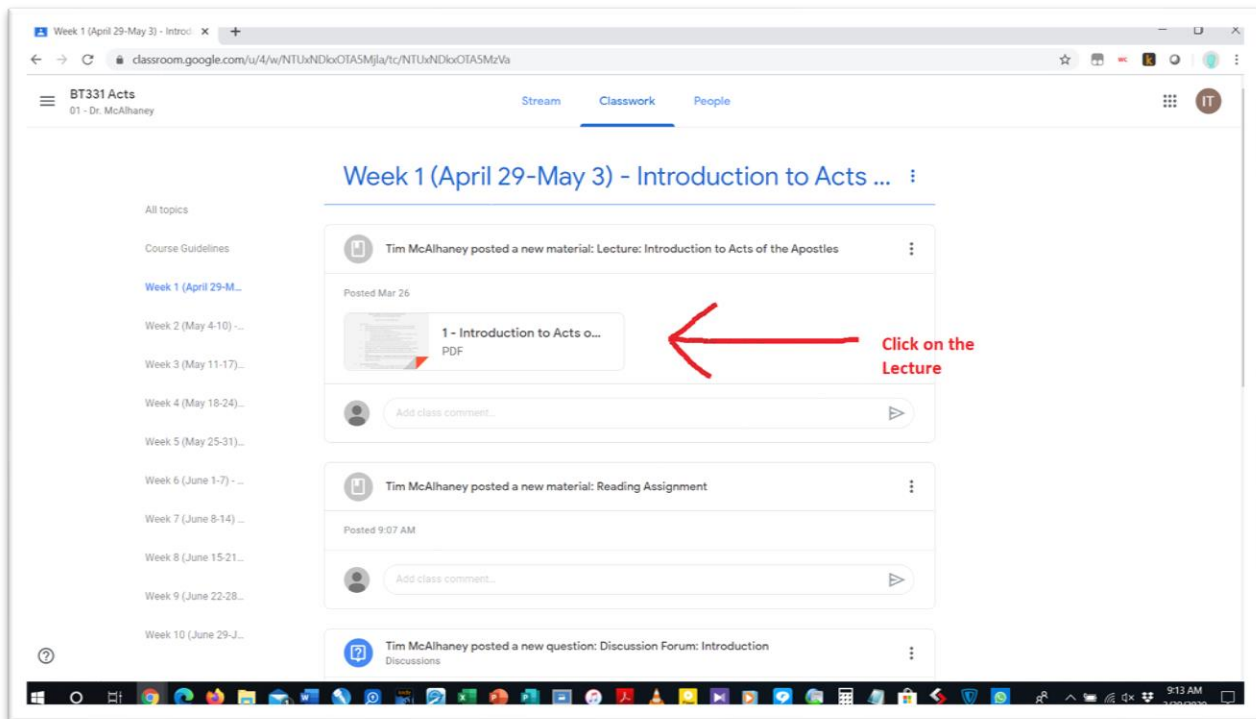 Week 1 (April 29-May 3) - Introd
classroom.google.com/u/4/w/NTUxNDkxOTA5Mjla/tc/NTUxNDkxOTA5MzVa
BT331 Acts
01 - Dr. McAlhaney
Stream Classwork People
IT
Week 1 (April 29-May 3) - Introduction to Acts ...
All topics
Course Guidelines
Week 1 (April 29-M...
Week 2 (May 4-10) -...
Week 3 (May 11-17)...
Week 4 (May 18-24)...
Week 5 (May 25-31)...
Week 6 (June 1-7) - ...
Week 7 (June 8-14) ...
Week 8 (June 15-21...
Week 9 (June 22-28...
Week 10 (June 29-J...
Tim McAlhaney posted a new material: Lecture: Introduction to Acts of the Apostles
Posted Mar 26
1 - Introduction to Acts o...
PDF
Click on the
Lecture
Add class comment...
Tim McAlhaney posted a new material: Reading Assignment
Posted 9:07 AM
Add class comment...
Tim McAlhaney posted a new question: Discussion Forum: Introduction
Discussions
9:13 AM